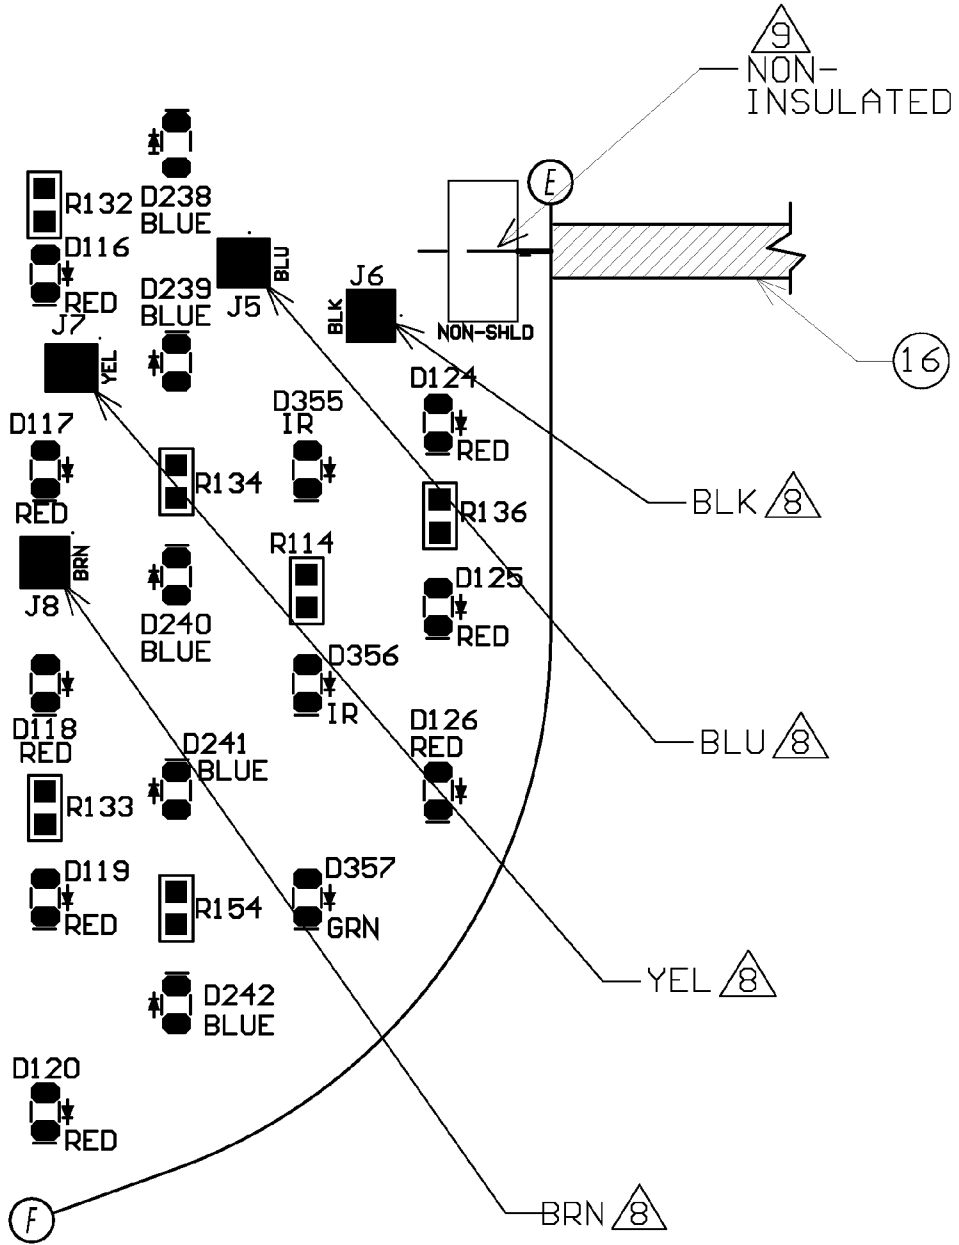 9
NON-
INSULATED
E
D238
BLUE
R132
D116
RED
BLU
J5
J6
BLK
NON-SHLD
D239
BLUE
J7
YEL
16
D124
RED
D355
IR
D117
RED
R134
BLK 8
R136
R114
BRN
J8
D125
RED
D240
BLUE
D356
IR
D118
RED
D126
RED
BLU 8
D241
BLUE
R133
D119
RED
D357
GRN
R154
YEL 8
D242
BLUE
D120
RED
BRN 8
F